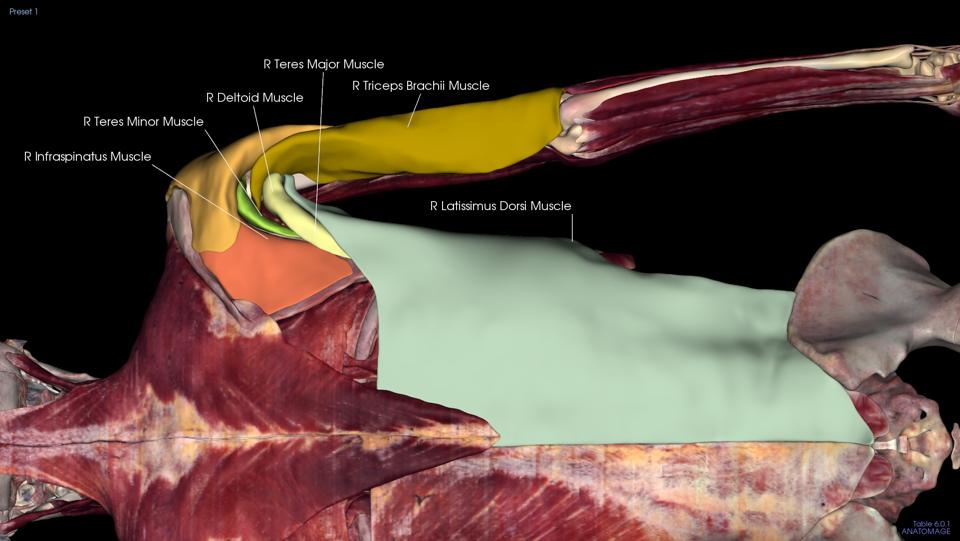 Preset 1
R Teres Major Muscle
R Triceps Brachii Muscle
R Deltoid Muscle
R Teres Minor Muscle
R Infraspinatus Muscle
R Latissimus Dorsi Muscle
Table 6.0.1
ANATOMAGE